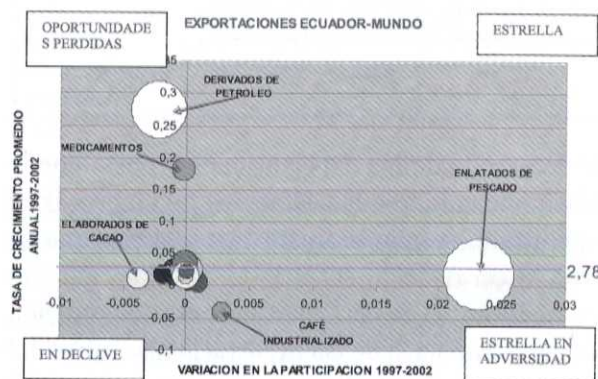 OPORTUNIDADE
S PERDIDAS
EXPORTACIONES ECUADOR-MUNDO
ESTRELLA
TASA DE CRECIMIENTO PROMEDIO
ANUAL1997-2002
DERIVADOS DE
PETROLEO
0,3
0,25
0,2
MEDICAMENTOS
0,15
ENLATADOS
DE
PESCADO
0,1
ELABORADOS DE
CACAO
0,05
2,78
-0,01
-0,005
0
0,005
0,01
0,015
0,02
0,025
0,03
-0,05
CAFÉ
INDUSTRIALIZADO
-0,1
EN DECLIVE
ESTRELLA EN
ADVERSIDAD
VARIACION EN LA PARTICIPACION 1997-2002